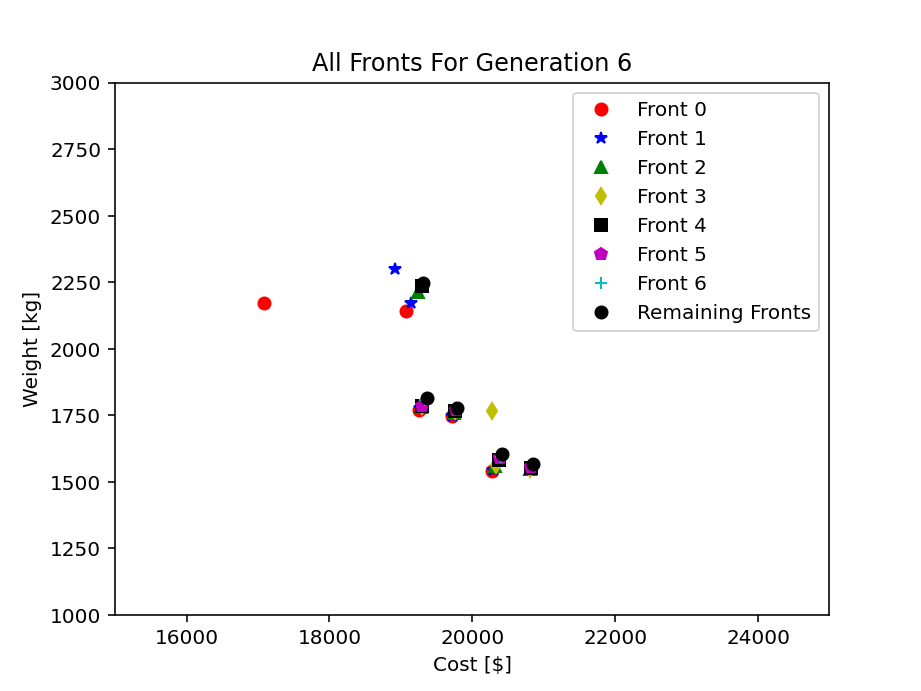 All Fronts For Generation 6
3000
2750
2500
2250
2000
1750
1500
1250
1000
Weight [kg]
16000 18000 20000 22000 24000
Cost [$]
Front 0
Front 1
Front 2
Front 3
Front 4
Front 5
Front 6
Remaining Fronts